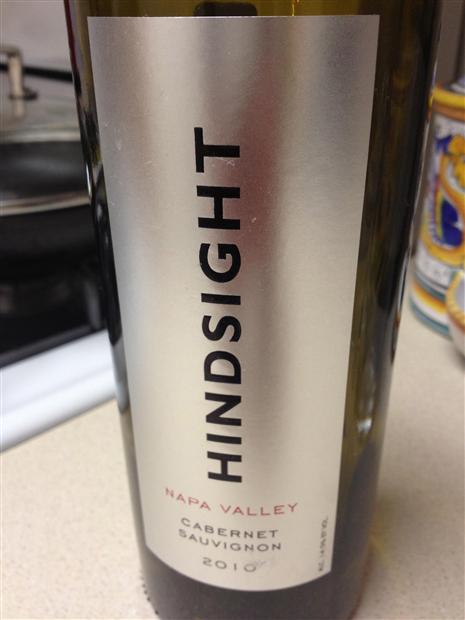 HINDSIGHT
NAPA VALLEY
CABERNET
SAUVIGNON
2010